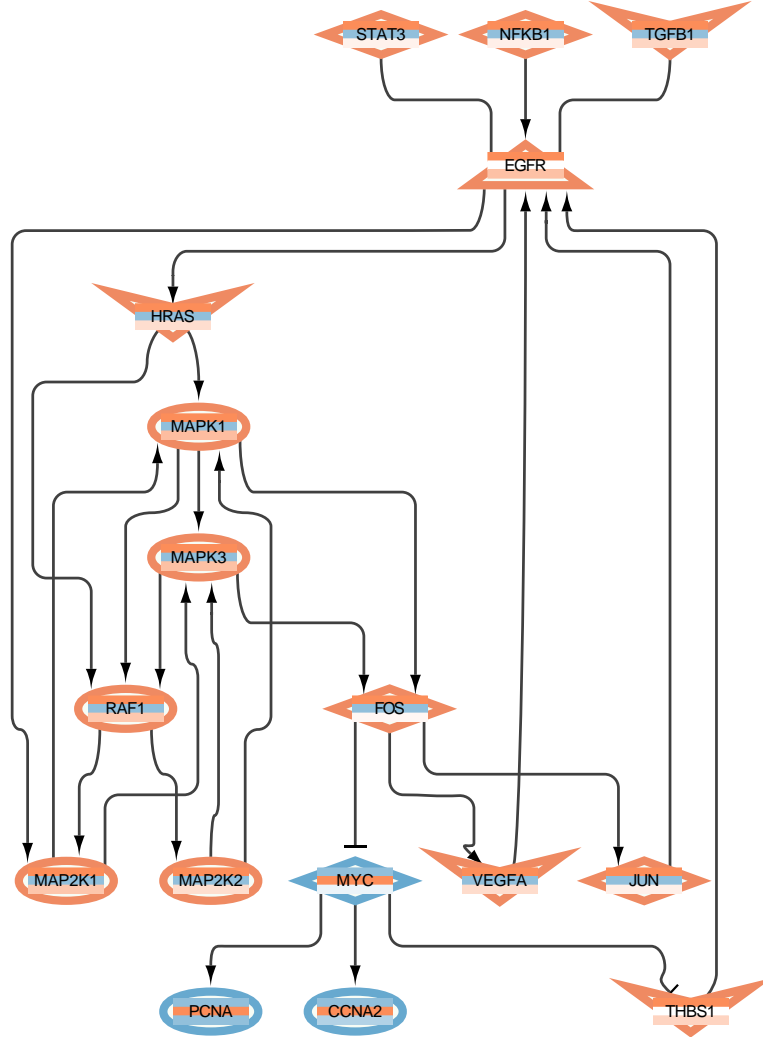 STAT3
NFKB1
TGFB1
EGFR
HRAS
MAPK1
MAPK3
RAF1
FOS
MAP2K1
MAP2K2
MYC
VEGFA
JUN
PCNA
CCNA2
THBS1